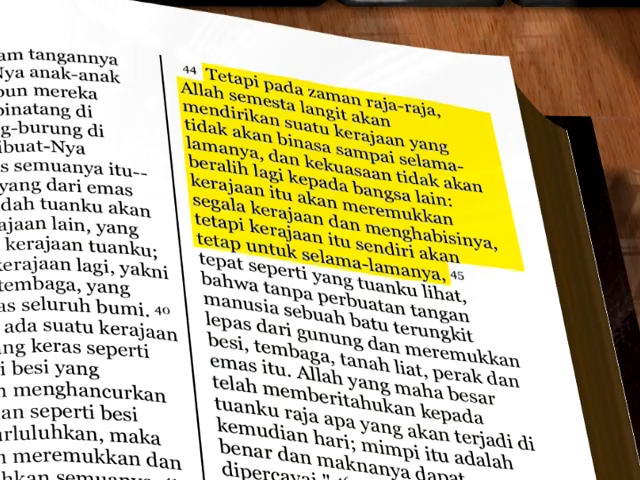 am tangannya
Nya anak-anak
pun mereka
binatang di
g-burung di
ibuat-Nya
s semuanya itu--
yang dari emas
dah tuanku akan
ajaan lain, yang
kerajaan tuanku;
kerajaan lagi, yakni
tembaga, yang
as seluruh bumi. 40
ada suatu kerajaan
ng keras seperti
i besi yang
n menghancurkan
an seperti besi
urluluhkan, maka
n meremukkan dan
44 Tetapi pada zaman raja-raja,
Allah semesta langit akan
mendirikan suatu kerajaan yang
tidak akan binasa sampai selama-
lamanya, dan kekuasaan tidak akan
beralih lagi kepada bangsa lain:
kerajaan itu akan meremukkan
segala kerajaan dan menghabisinya,
tetapi kerajaan itu sendiri akan
tetap untuk selama-lamanya, 45
tepat seperti yang tuanku lihat,
bahwa tanpa perbuatan tangan
manusia sebuah batu terungkit
lepas dari gunung dan meremukkan
besi, tembaga, tanah liat, perak dan
emas itu. Allah yang maha besar
telah memberitahukan kepada
tuanku raja apa yang akan terjadi di
kemudian hari; mimpi itu adalah
benar dan maknanya dapat
dipercayai."